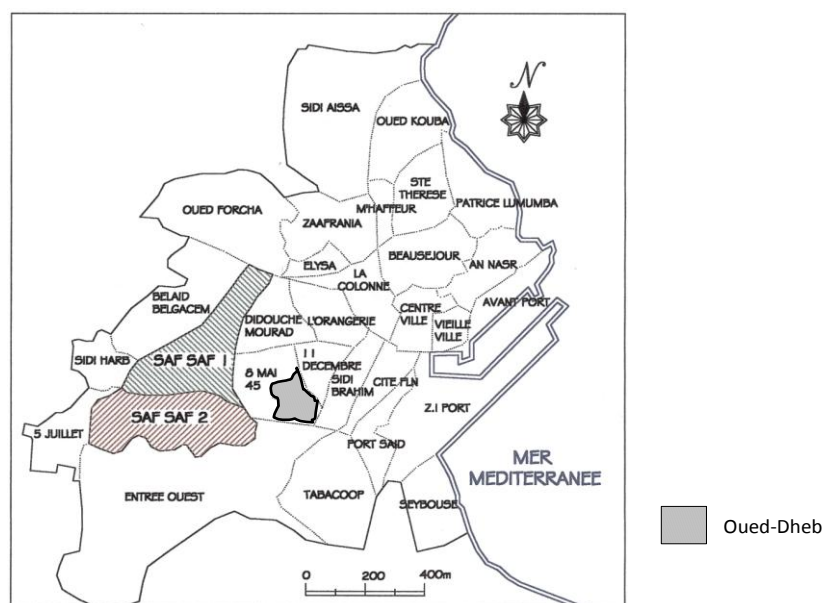 N
SIDI AISSA
OUED KOUBA
STE
THERESE
M'HAFFEUR
PATRICE LUMUMBA
OUED FORCHA
ZAAFRANIA
BEAUSEJOUR
AN NASR
ELYSA
LA
COLONNE
BELAID
BELGACEM
DIDOUCHE
MOURAD
L'ORANGERIE
CENTRE
VILLE
VIEILLE
VILLE
AVANT PORT
SIDI HARB
SAF SAF 1
8 MAI
45
11
DECEMBRE
SIDI
BRAHIM
CITE FLN
Z.I PORT
SAF SAF 2
5 JUILLET
PORT SAID
MER
MEDITERRANEE
ENTREE OUEST
TABACOOP
SEYBOUSE
Oued-Dheb
0 200 400m